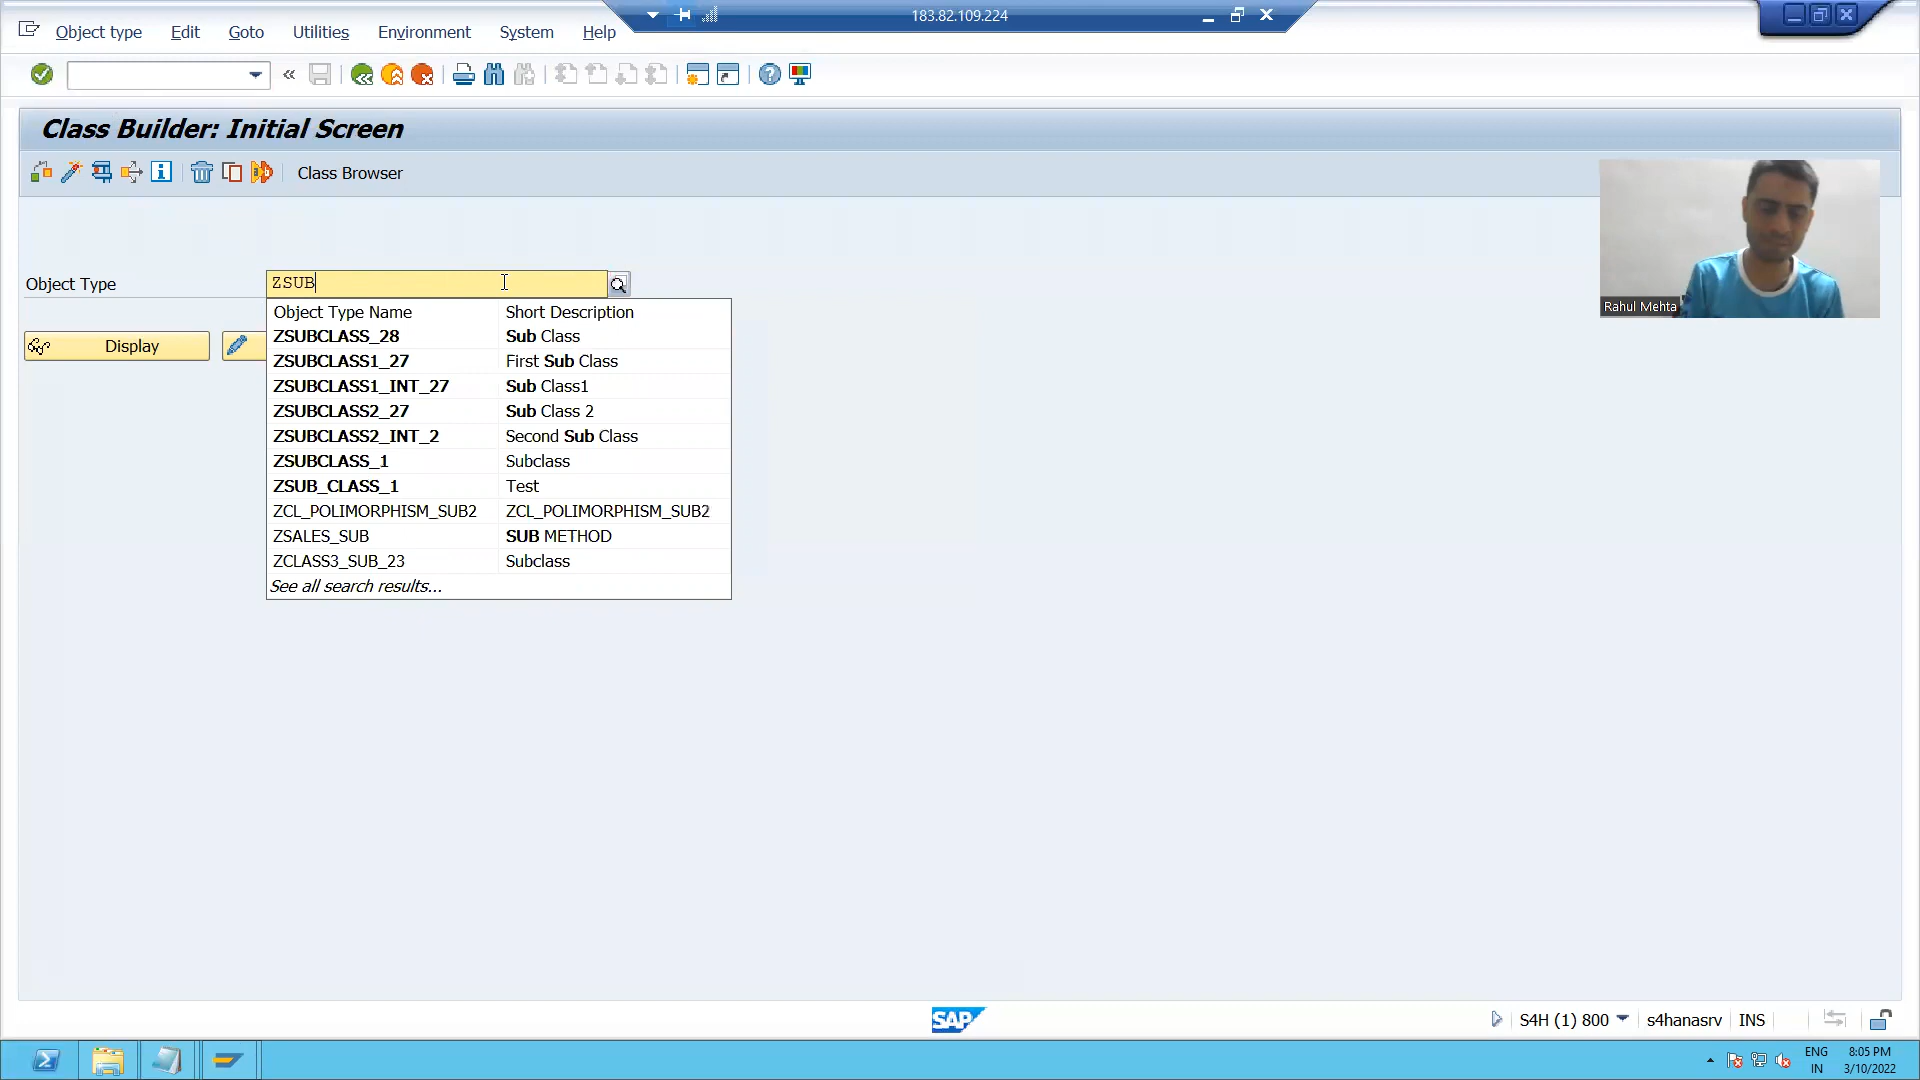 183.82.109.224
Object type Edit Goto Utilities Environment System Help
Class Builder: Initial Screen
Class Browser
Rahul Mehta
Object Type ZSUB
Display
Object Type Name Short Description
ZSUBCLASS_28 Sub Class
ZSUBCLASS1_27 First Sub Class
ZSUBCLASS1_INT_27 Sub Class1
ZSUBCLASS2_27 Sub Class 2
ZSUBCLASS2_INT_2 Second Sub Class
ZSUBCLASS_1 Subclass
ZSUB_CLASS_1 Test
ZCL_POLIMORPHISM_SUB2 ZCL_POLIMORPHISM_SUB2
ZSALES_SUB SUB METHOD
ZCLASS3_SUB_23 Subclass
See all search results...
SAP S4H (1) 800 s4hanasrv INS
ENG 8:05 PM
IN 3/10/2022